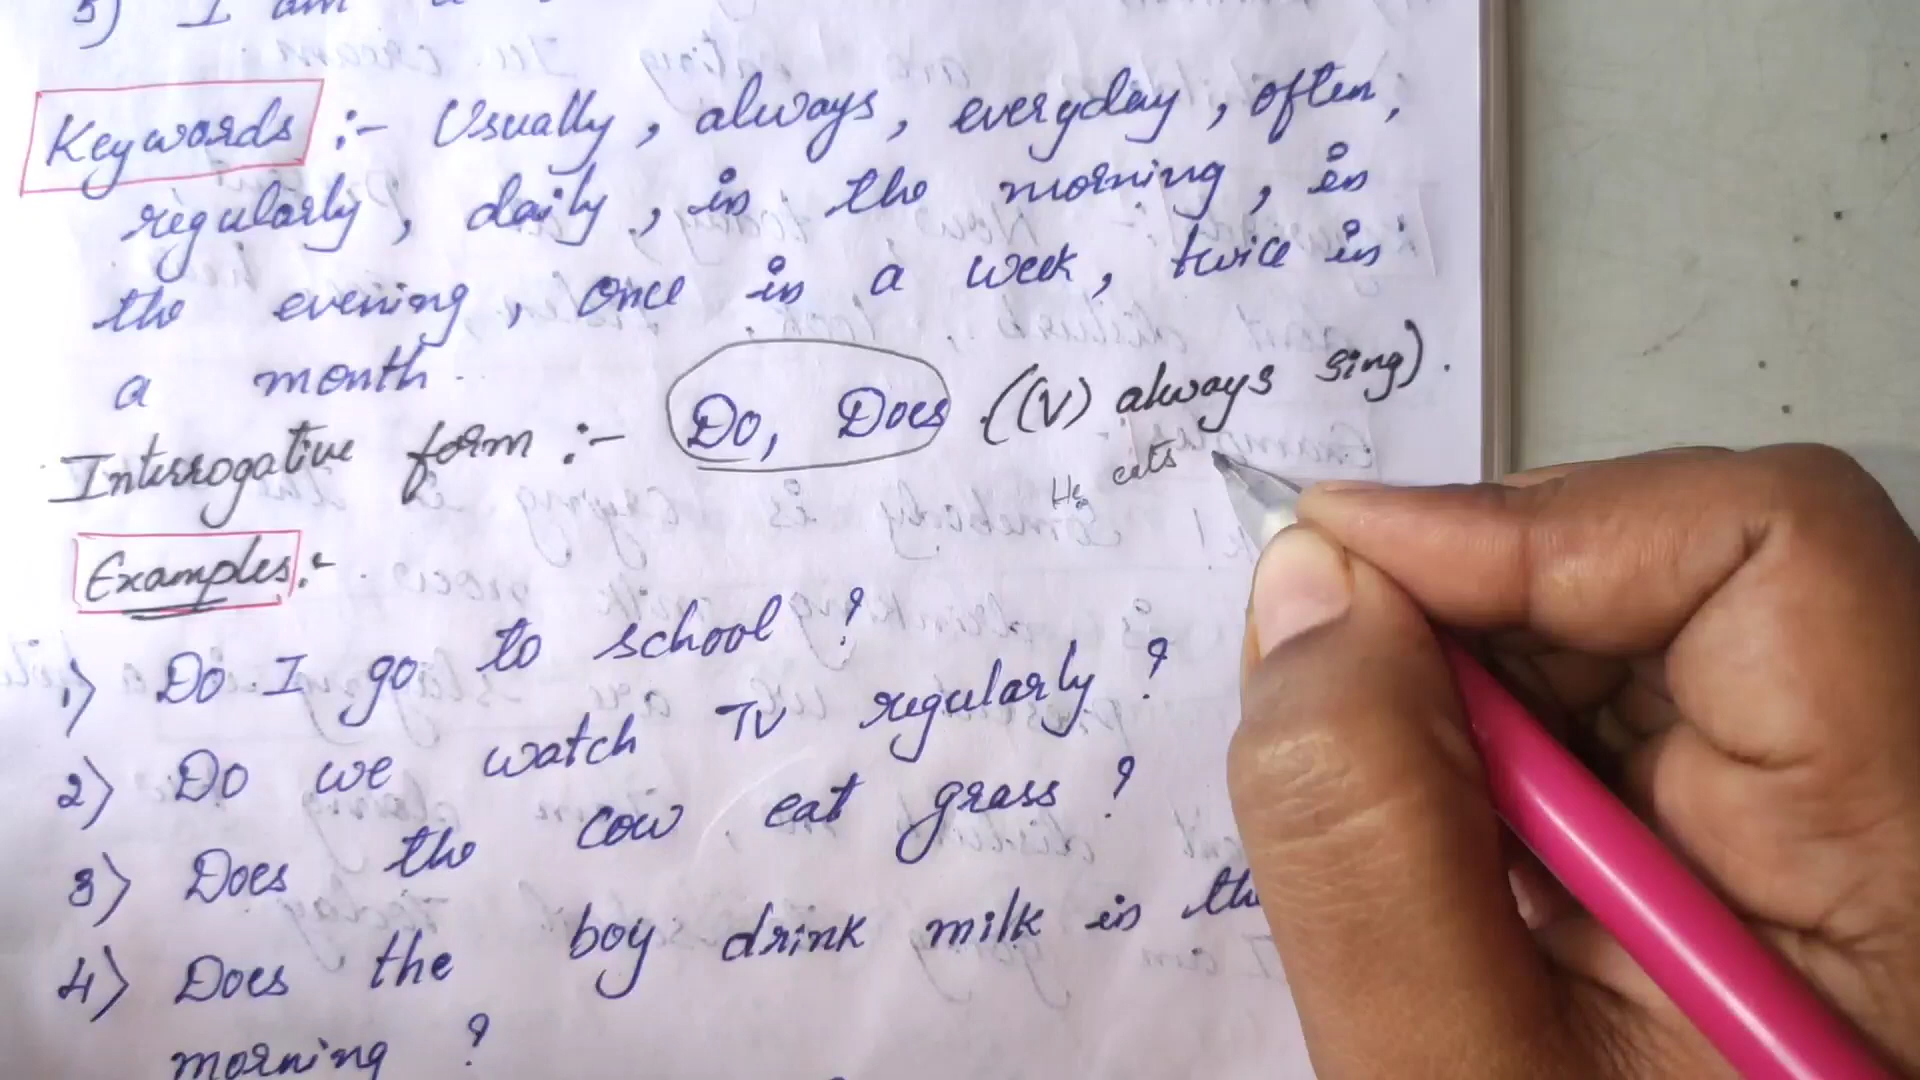 5) I am a
Keywords :- Usually, always, everyday, often,
regularly, daily, in the morning, in
the evening, once in a week, twice in
a month.
Interrogative form :- Do, Does ((V) always sing).
He eats
Examples :-
1) Do I go to school?
2) Do we watch TV regularly?
3) Does the cow eat grass?
4) Does the boy drink milk in the
morning?